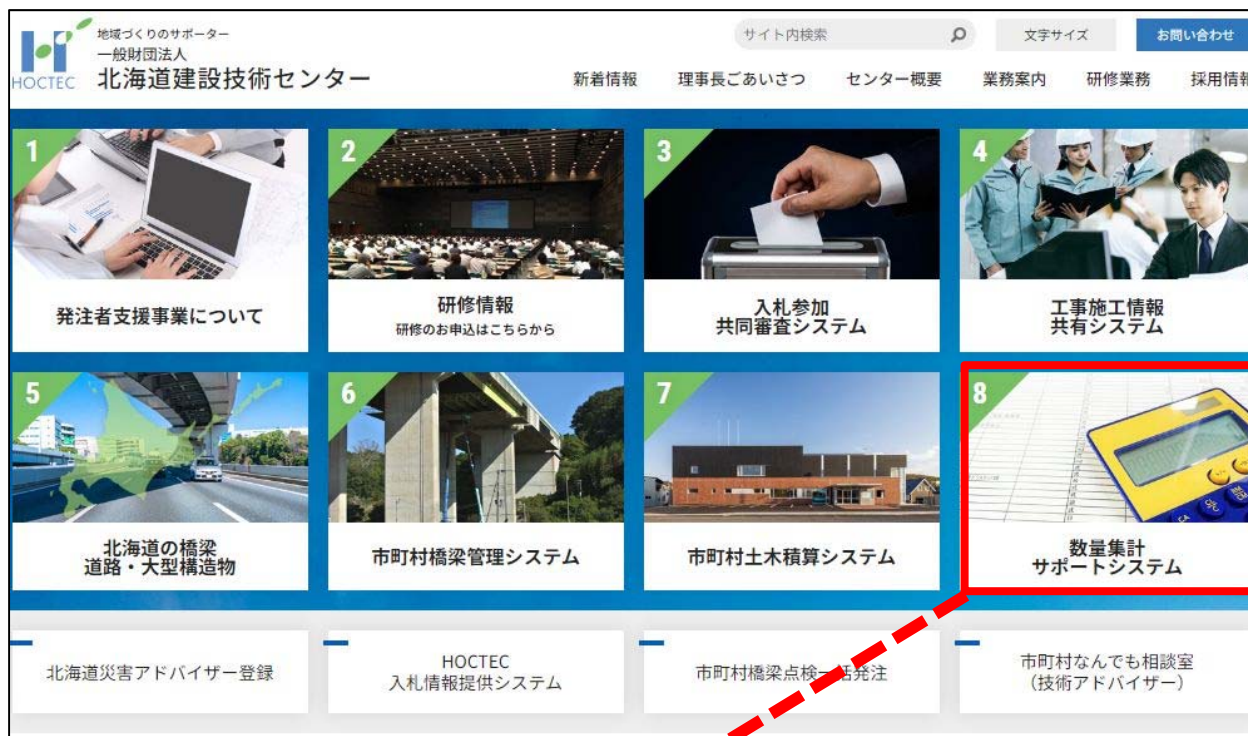 地域づくりのサポーター
一般財団法人
HOCTEC 北海道建設技術センター
サイト内検索
文字サイズ
お問い合わせ
新着情報 理事長ごあいさつ センター概要 業務案内 研修業務 採用情報
1
2
3
4
発注者支援事業について
研修情報
研修のお申込はこちらから
入札参加
共同審査システム
工事施工情報
共有システム
5
6
7
8
北海道の橋梁
道路・大型構造物
市町村橋梁管理システム
市町村土木積算システム
数量集計
サポートシステム
北海道災害アドバイザー登録
HOCTEC
入札情報提供システム
市町村橋梁点検一括発注
市町村なんでも相談室
（技術アドバイザー）